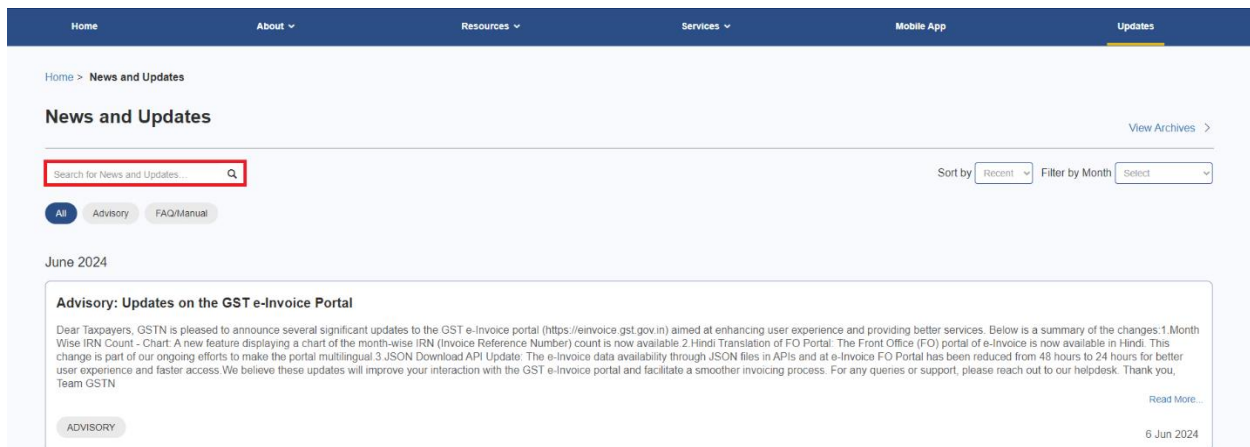 Home About Resources Services Mobile App Updates
Home > News and Updates
News and Updates
View Archives >
Search for News and Updates... Sort by Recent Filter by Month Select
All Advisory FAQ/Manual
June 2024
Advisory: Updates on the GST e-Invoice Portal
Dear Taxpayers, GSTN is pleased to announce several significant updates to the GST e-Invoice portal (https://einvoice.gst.gov.in) aimed at enhancing user experience and providing better services. Below is a summary of the changes:1.Month
Wise IRN Count - Chart: A new feature displaying a chart of the month-wise IRN (Invoice Reference Number) count is now available.2.Hindi Translation of FO Portal: The Front Office (FO) portal of e-Invoice is now available in Hindi. This
change is part of our ongoing efforts to make the portal multilingual.3.JSON Download API Update: The e-Invoice data availability through JSON files in APIs and at e-Invoice FO Portal has been reduced from 48 hours to 24 hours for better
user experience and faster access.We believe these updates will improve your interaction with the GST e-Invoice portal and facilitate a smoother invoicing process. For any queries or support, please reach out to our helpdesk. Thank you,
Team GSTN
Read More...
ADVISORY
6 Jun 2024